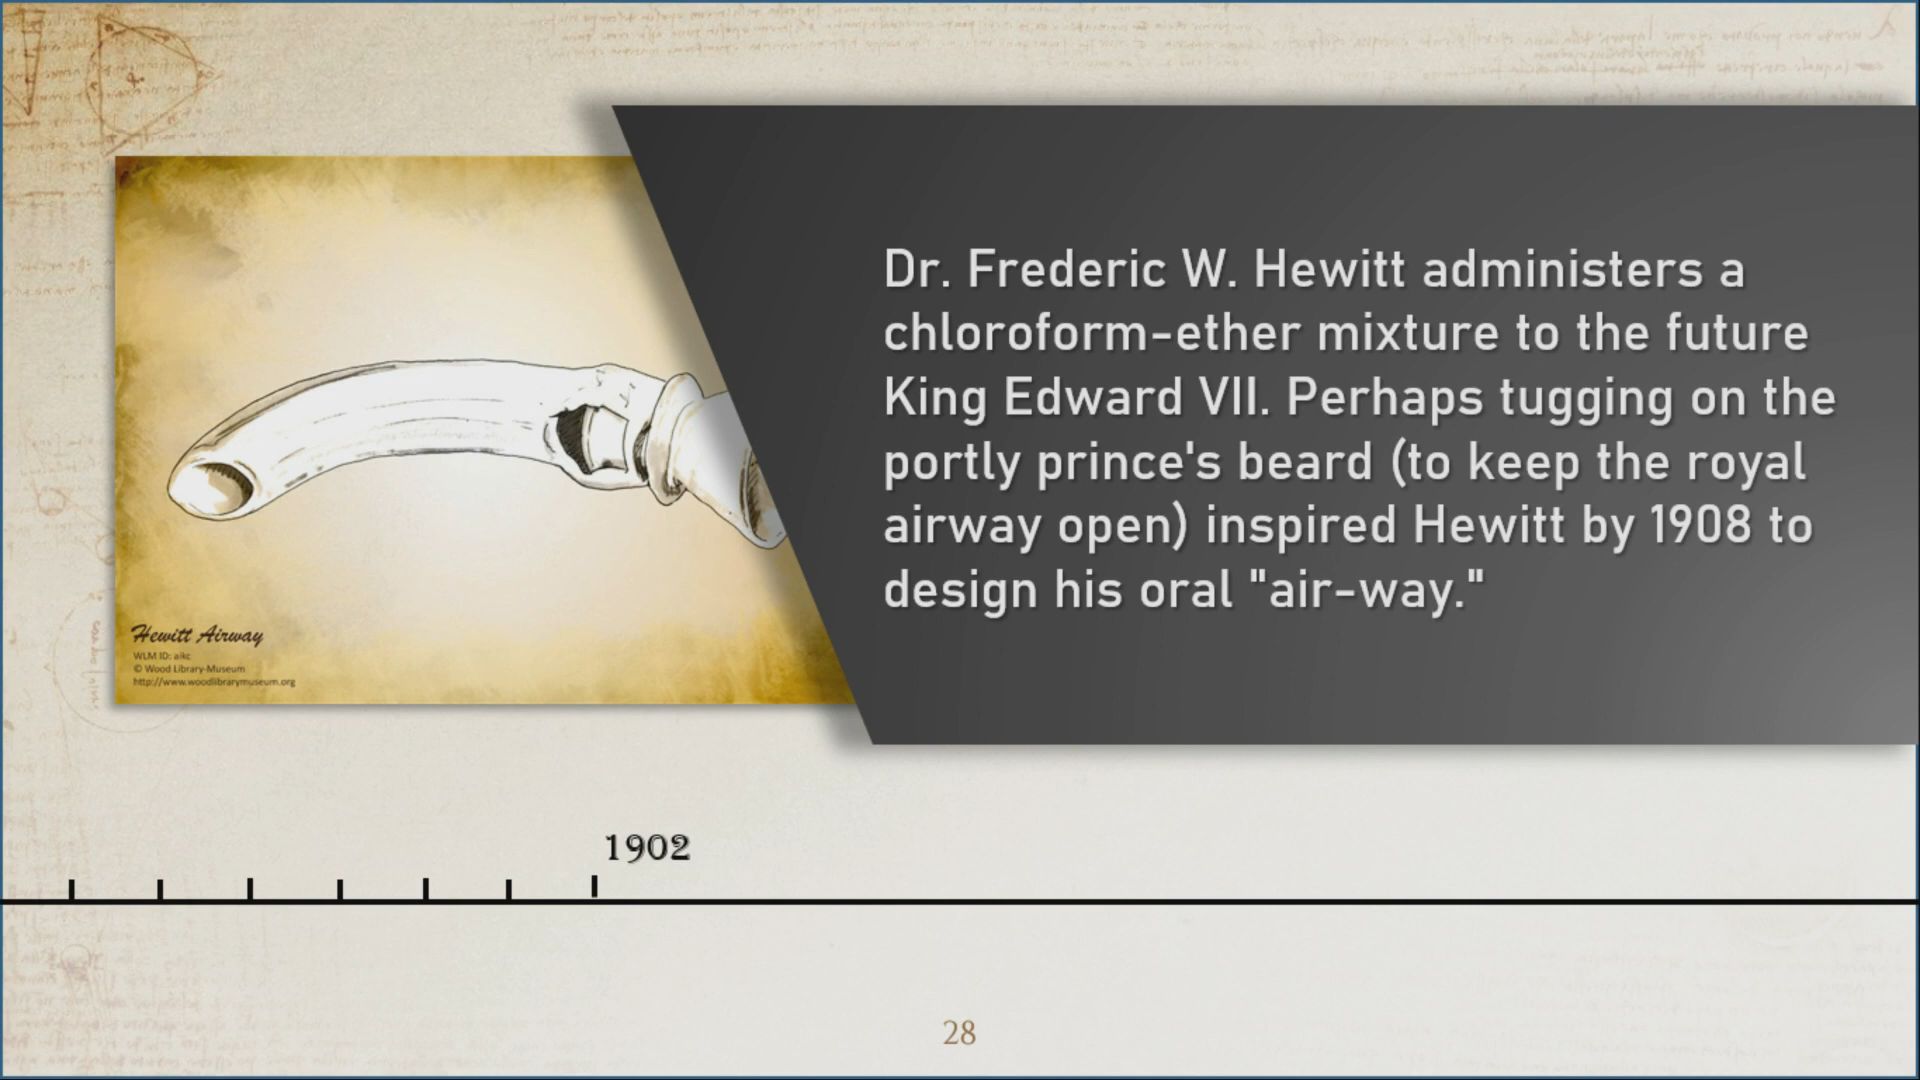 Dr. Frederic W. Hewitt administers a
chloroform-ether mixture to the future
King Edward VII. Perhaps tugging on the
portly prince's beard (to keep the royal
airway open) inspired Hewitt by 1908 to
design his oral "air-way."
Hewitt Airway
WLM ID: aikc
© Wood Library-Museum
http://www.woodlibrarymuseum.org
1902
28